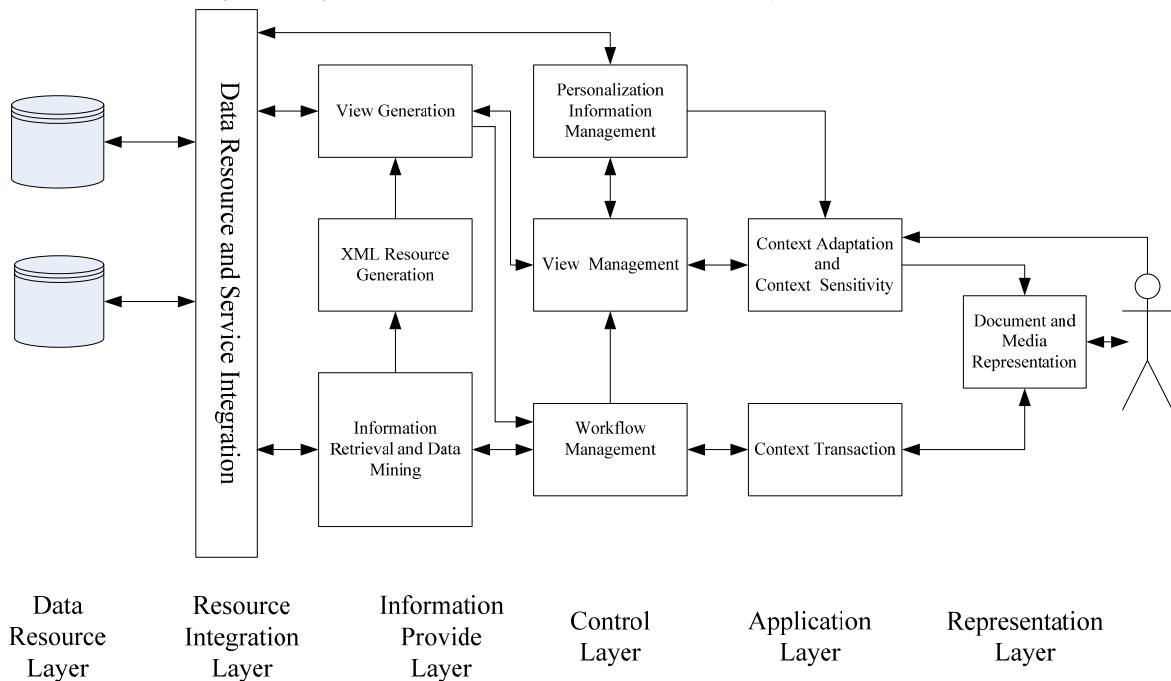 Data Resource and Service Integration
View Generation
XML Resource
Generation
Information
Retrieval and Data
Mining
Personalization
Information
Management
View Management
Workflow
Management
Context Adaptation
and
Context Sensitivity
Context Transaction
Document and
Media
Representation
Data
Resource
Layer
Resource
Integration
Layer
Information
Provide
Layer
Control
Layer
Application
Layer
Representation
Layer